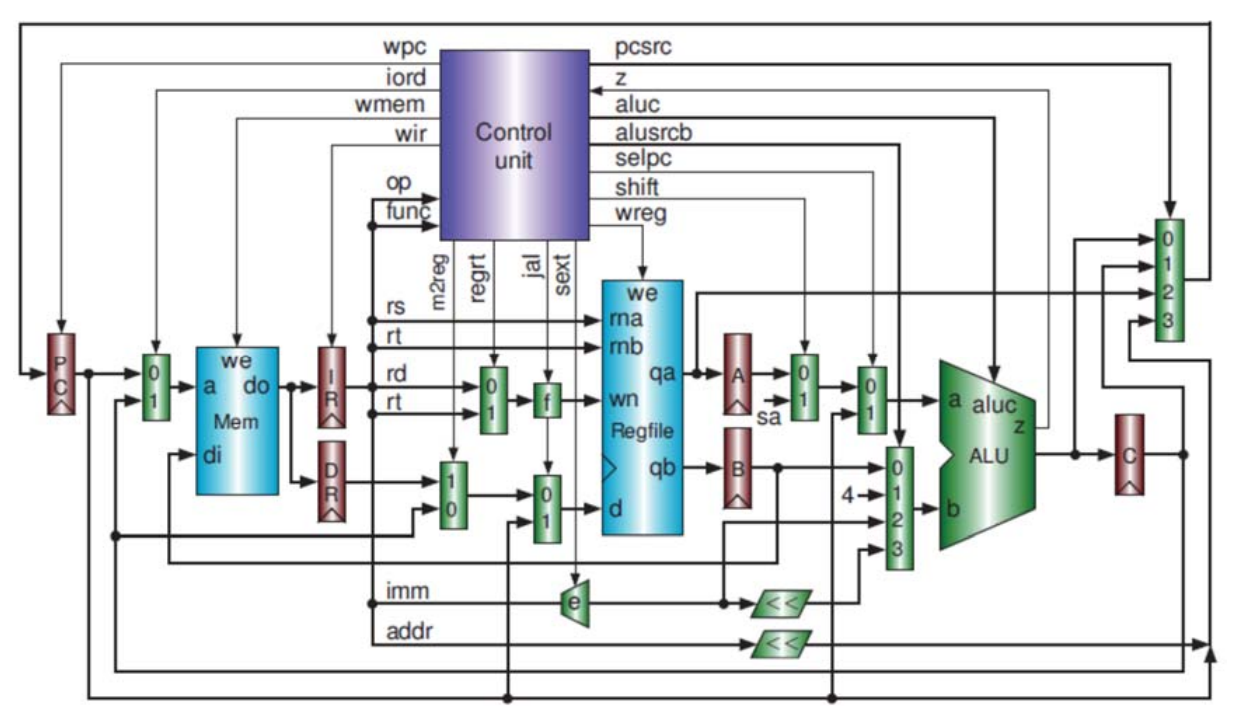 wpc
iord
wmem
wir
op
func
Control
unit
pcsrc
z
aluc
alusrcb
selpc
shift
wreg
m2reg
regrt
jal
sext
rs
rt
rd
rt
PC
0
1
we
a do
Mem
di
IR
DR
0
1
f
1
0
0
1
we
rna
rnb
qa
wn
Regfile
qb
d
A
B
sa
0
1
0
1
4
0
1
2
3
a aluc
z
ALU
b
C
0
1
2
3
imm
e
<<
addr
<<